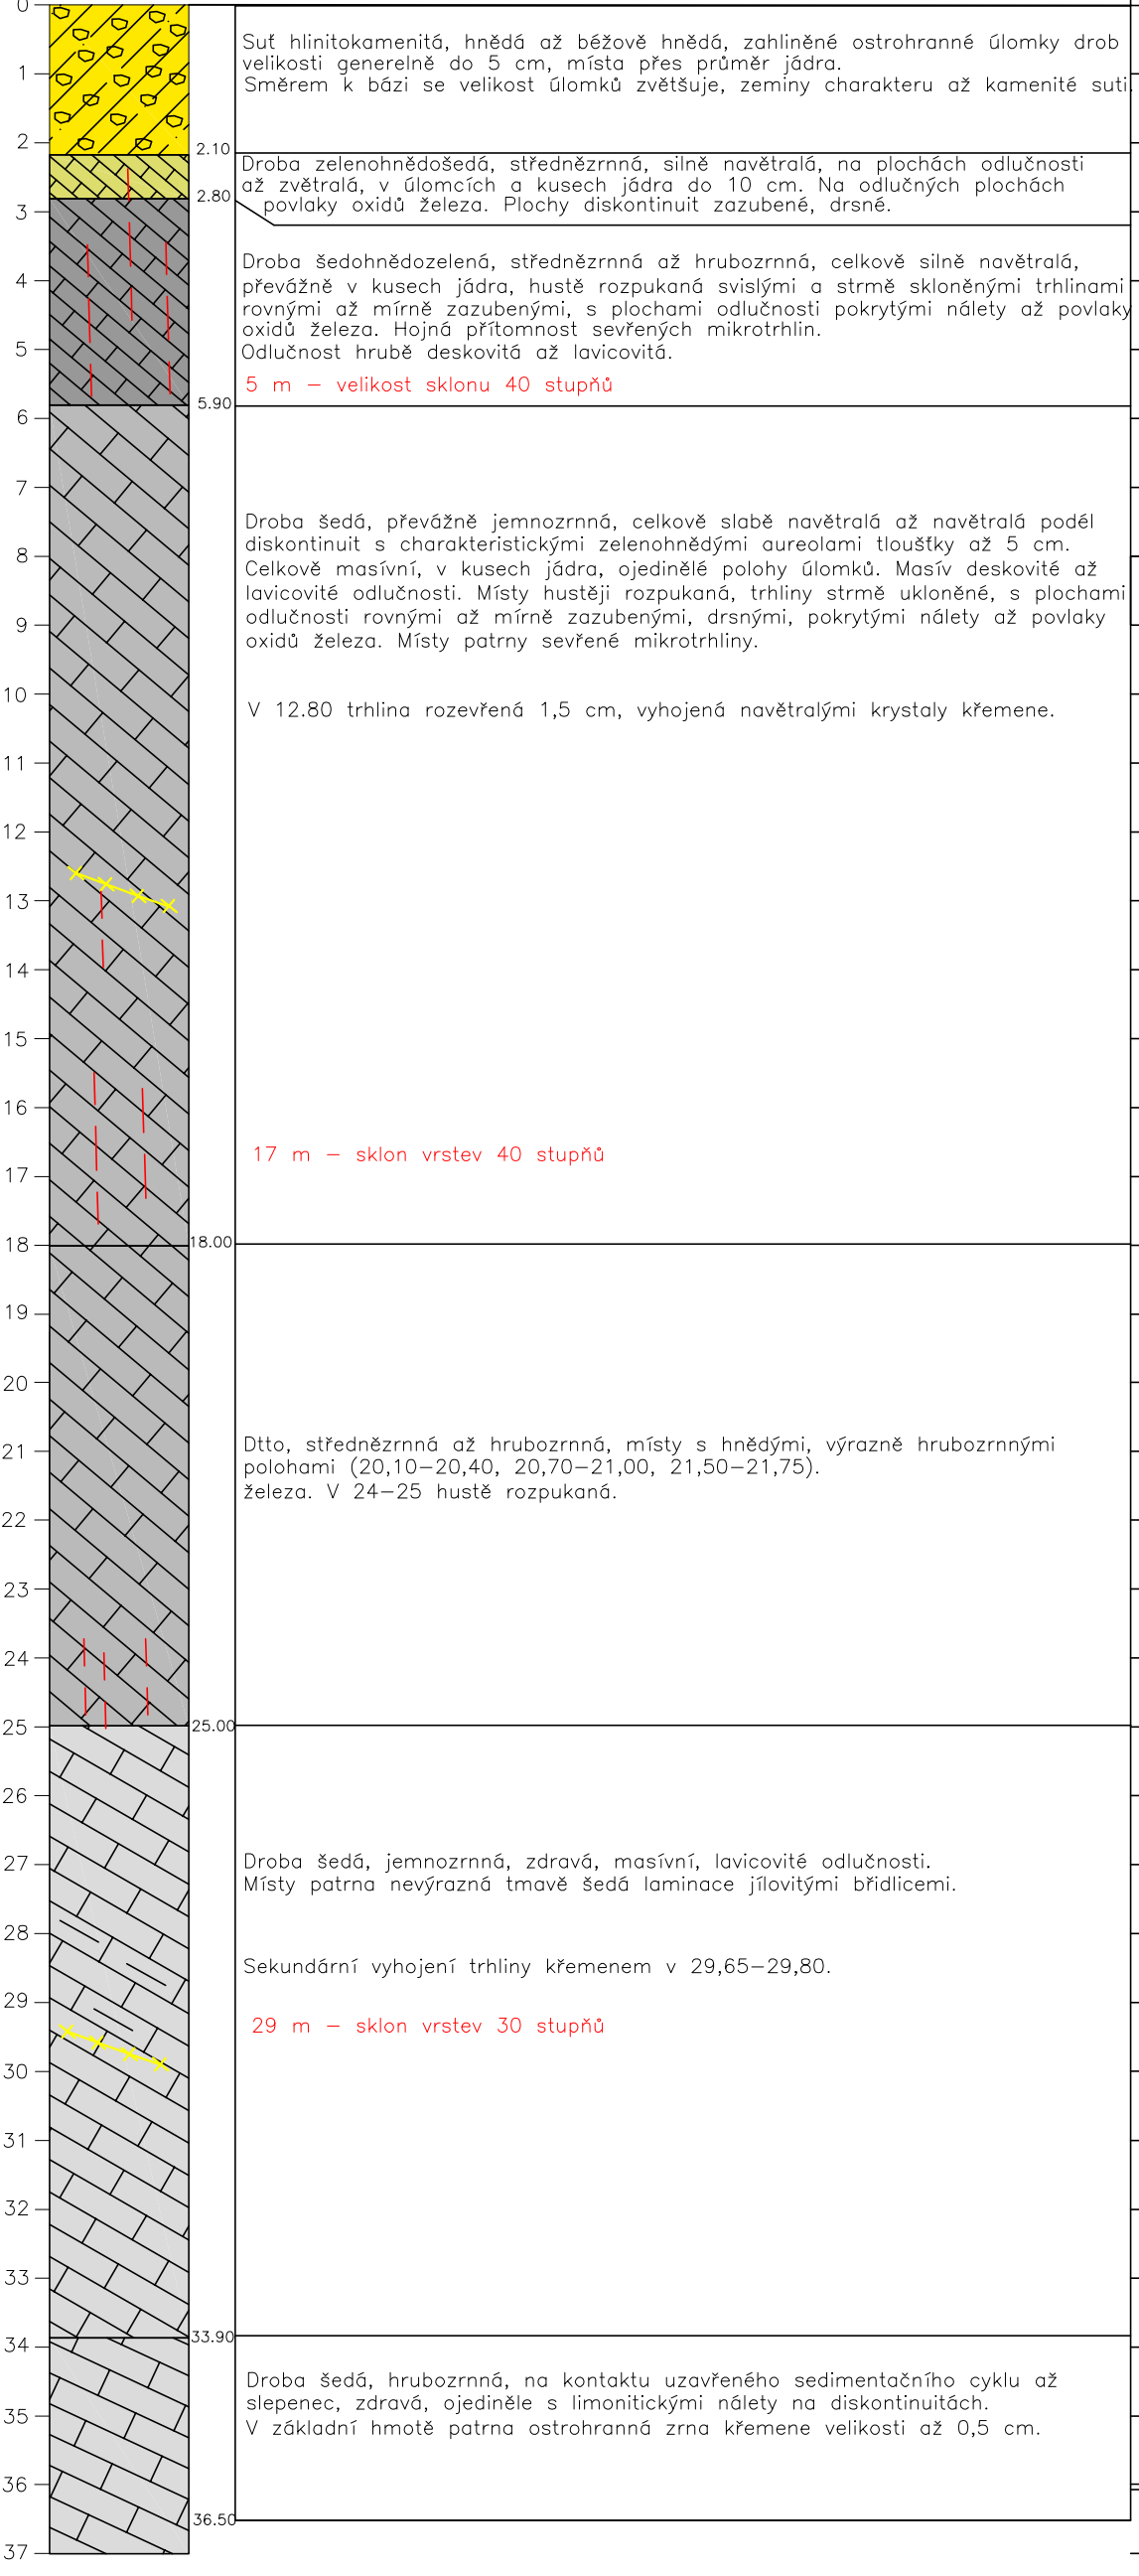 0
Suť hlinitokamenitá, hnědá až béžově hnědá, zahliněné ostrohranné úlomky drob
velikosti generelně do 5 cm, místa přes průměr jádra.
Směrem k bázi se velikost úlomků zvětšuje, zeminy charakteru až kamenité suti.
1
2
2.10
Droba zelenohnědošedá, střednězrnná, silně navětralá, na plochách odlučnosti
až zvětralá, v úlomcích a kusech jádra do 10 cm. Na odlučných plochách
povlaky oxidů železa. Plochy diskontinuit zazubené, drsné.
2.80
3
Droba šedohnědozelená, střednězrnná až hrubozrnná, celkově silně navětralá,
převážně v kusech jádra, hustě rozpukaná svislými a strmě skloněnými trhlinami
rovnými až mírně zazubenými, s plochami odlučnosti pokrytými nálety až povlaky
oxidů železa. Hojná přítomnost sevřených mikrotrhlin.
Odlučnost hrubě deskovitá až lavicovitá.
4
5
5 m – velikost sklonu 40 stupňů
5.90
6
7
Droba šedá, převážně jemnozrnná, celkově slabě navětralá až navětralá podél
diskontinuit s charakteristickými zelenohnědými aureolami tloušťky až 5 cm.
Celkově masívní, v kusech jádra, ojedinělé polohy úlomků. Masív deskovité až
lavicovité odlučnosti. Místy hustěji rozpukaná, trhliny strmě ukloněné, s plochami
odlučnosti rovnými až mírně zazubenými, drsnými, pokrytými nálety až povlaky
oxidů železa. Místy patrny sevřené mikrotrhliny.
8
9
10
V 12.80 trhlina rozevřená 1,5 cm, vyhojená navětralými krystaly křemene.
11
12
13
14
15
16
17 m – sklon vrstev 40 stupňů
17
18.00
18
19
20
Dtto, střednězrnná až hrubozrnná, místy s hnědými, výrazně hrubozrnnými
polohami (20,10–20,40, 20,70–21,00, 21,50–21,75).
železa. V 24–25 hustě rozpukaná.
21
22
23
24
25
25.00
26
27
Droba šedá, jemnozrnná, zdravá, masívní, lavicovité odlučnosti.
Místy patrna nevýrazná tmavě šedá laminace jílovitými břidlicemi.
28
Sekundární vyhojení trhliny křemenem v 29,65–29,80.
29
29 m – sklon vrstev 30 stupňů
30
31
32
33
33.90
34
Droba šedá, hrubozrnná, na kontaktu uzavřeného sedimentačního cyklu až
slepenec, zdravá, ojediněle s limonitickými nálety na diskontinuitách.
V základní hmotě patrna ostrohranná zrna křemene velikosti až 0,5 cm.
35
36
36.50
37